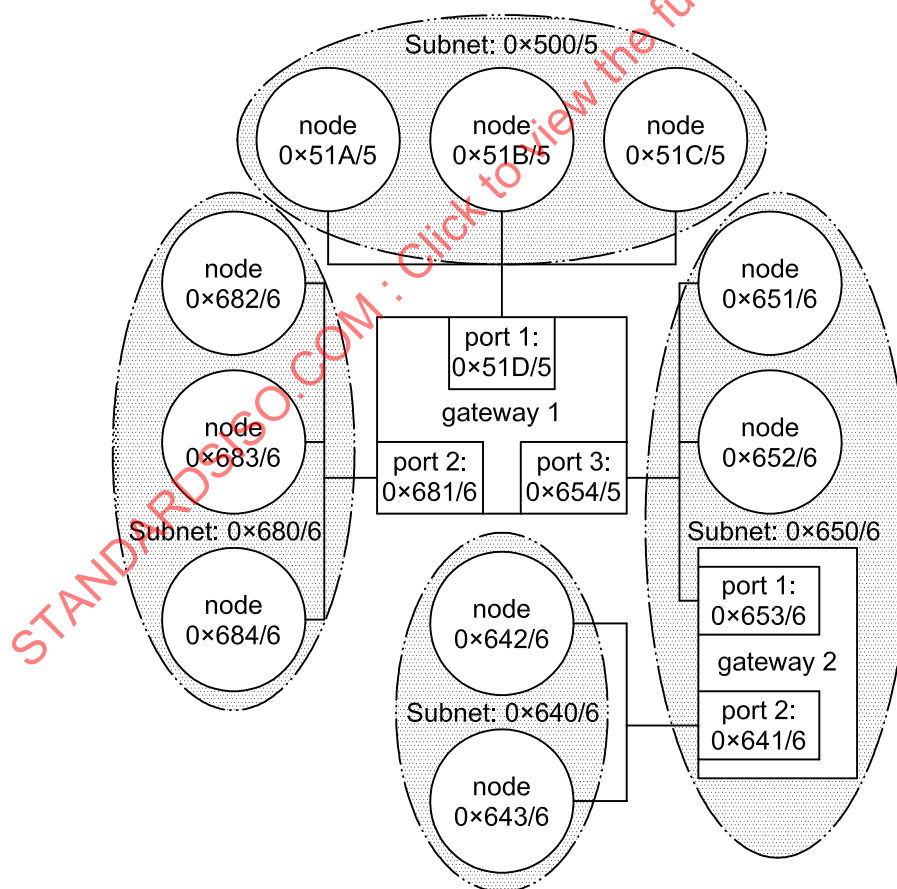 Subnet: 0×500/5
node
0×51A/5
node
0×51B/5
node
0×51C/5
node
0×682/6
node
0×683/6
Subnet: 0×680/6
node
0×684/6
port 1:
0×51D/5
gateway 1
port 2:
0×681/6
port 3:
0×654/5
node
0×651/6
node
0×652/6
Subnet: 0×650/6
port 1:
0×653/6
gateway 2
port 2:
0×641/6
node
0×642/6
Subnet: 0×640/6
node
0×643/6
STANDARDSISO.COM : Click to view the fu